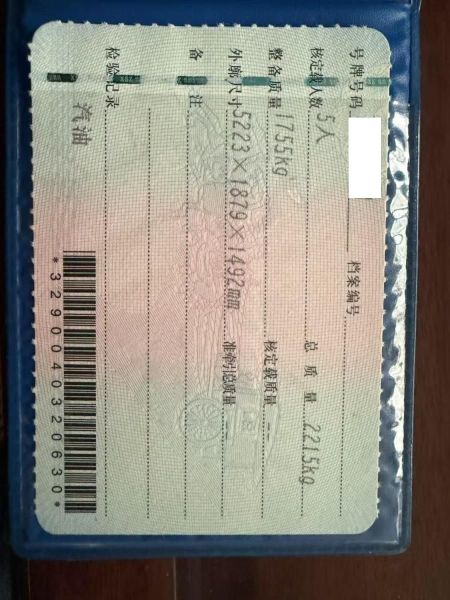 号牌号码 档案编号
核定载人数 5人 总质量 2215kg
整备质量 1755kg 核定载质量 --
外廓尺寸 5223×1879×1492mm 准牵引总质量 --
备注
检验记录
汽油
*3290040320630*